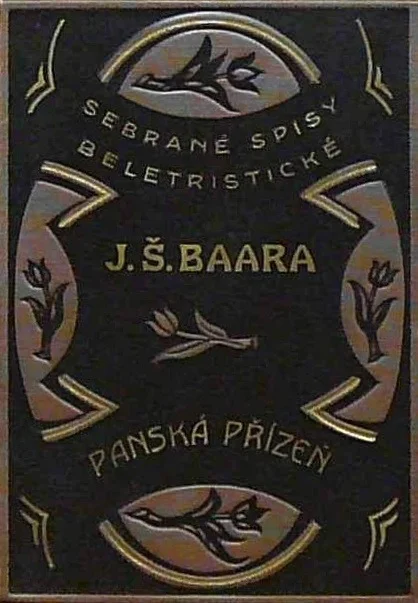 SEBRANÉ SPISY
BELETRISTICKÉ
J.Š.BAARA
PANSKÁ PŘÍZEŇ